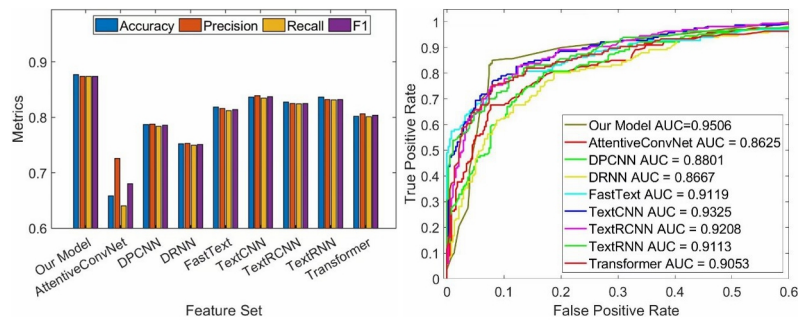 Accuracy Precision Recall F1
Metrics
0.9
0.8
0.7
0.6
Our Model
AttentiveConvNet
DPCNN
DRNN
FastText
TextCNN
TextRCNN
TextRNN
Transformer
Feature Set
True Positive Rate
1
0.9
0.8
0.7
0.6
0.5
0.4
0.3
0.2
0.1
0
Our Model AUC=0.9506
AttentiveConvNet AUC = 0.8625
DPCNN AUC = 0.8801
DRNN AUC = 0.8667
FastText AUC = 0.9119
TextCNN AUC = 0.9325
TextRCNN AUC = 0.9208
TextRNN AUC = 0.9113
Transformer AUC = 0.9053
0 0.1 0.2 0.3 0.4 0.5 0.6
False Positive Rate